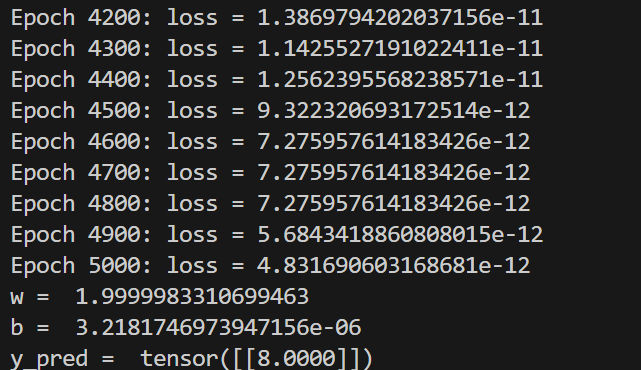 Epoch 4200: loss = 1.3869794202037156e-11
Epoch 4300: loss = 1.1425527191022411e-11
Epoch 4400: loss = 1.2562395568238571e-11
Epoch 4500: loss = 9.322320693172514e-12
Epoch 4600: loss = 7.275957614183426e-12
Epoch 4700: loss = 7.275957614183426e-12
Epoch 4800: loss = 7.275957614183426e-12
Epoch 4900: loss = 5.6843418860808015e-12
Epoch 5000: loss = 4.831690603168681e-12
w =  1.9999983310699463
b =  3.2181746973947156e-06
y_pred =  tensor([[8.0000]])